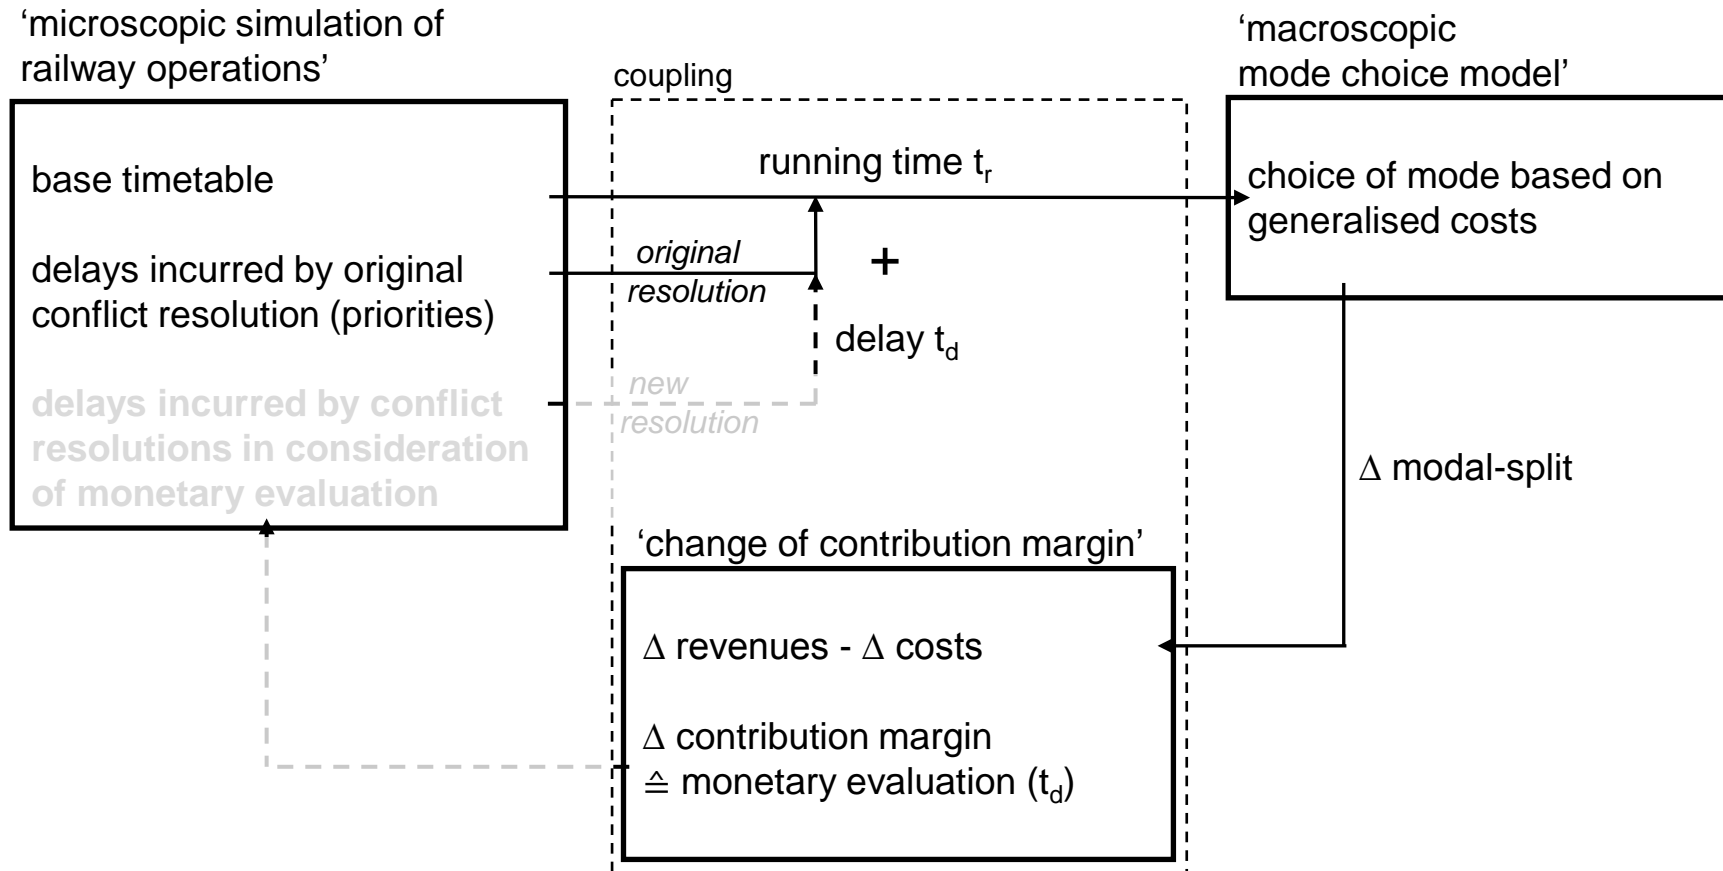 ‘microscopic simulation of
railway operations’
base timetable
delays incurred by original
conflict resolution (priorities)
delays incurred by conflict
resolutions in consideration
of monetary evaluation
coupling
running time tr
original
resolution
+
delay td
new
resolution
‘macroscopic
mode choice model’
choice of mode based on
generalised costs
Δ modal-split
‘change of contribution margin’
Δ revenues - Δ costs
Δ contribution margin
≙ monetary evaluation (td)